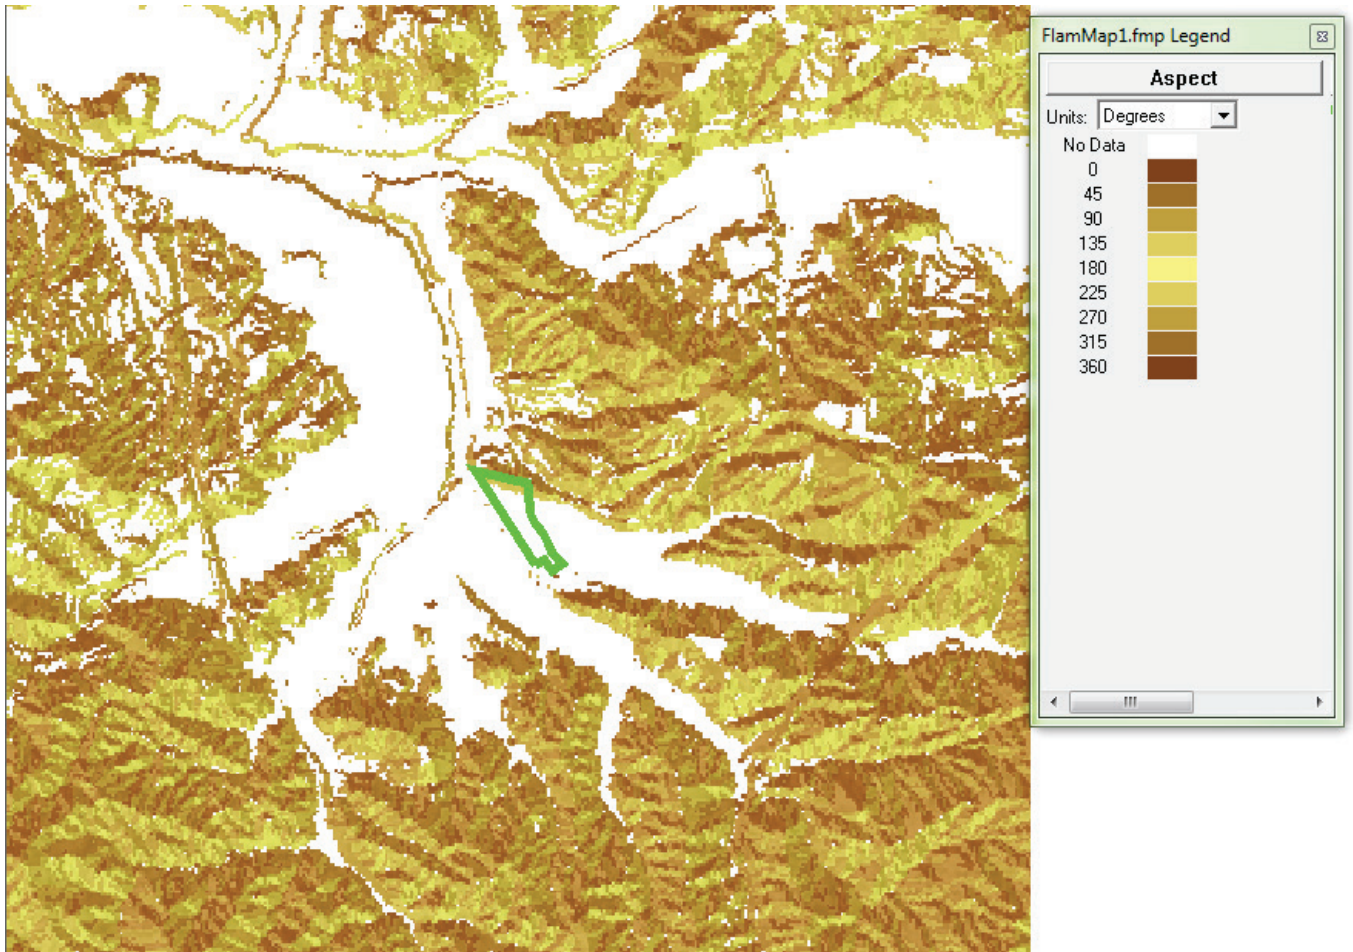 FlamMap1.fmp Legend
Aspect
Units: Degrees
No Data
0
45
90
135
180
225
270
315
360